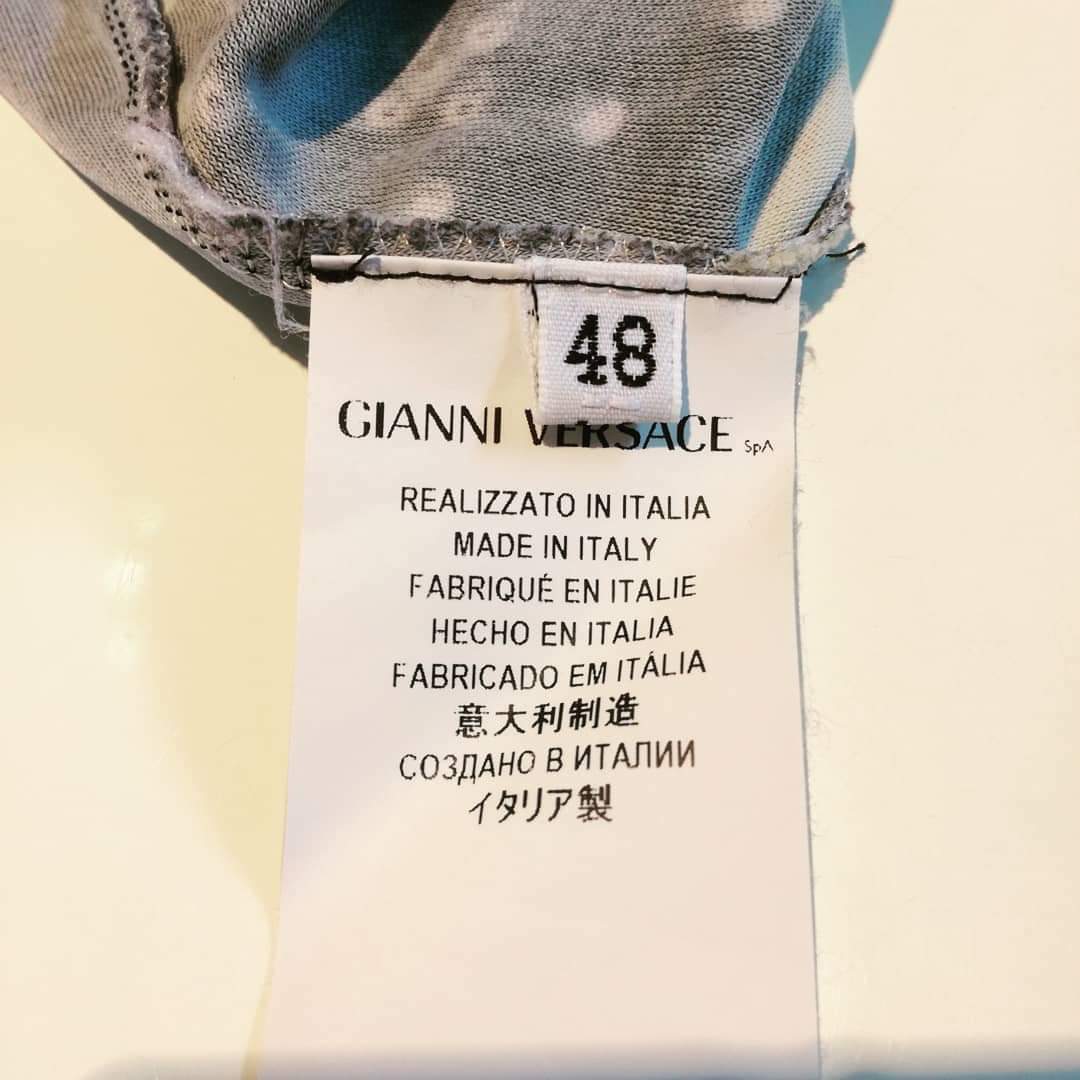 48
GIANNI VERSACE SpA
REALIZZATO IN ITALIA
MADE IN ITALY
FABRIQUÉ EN ITALIE
HECHO EN ITALIA
FABRICADO EM ITÁLIA
意大利制造
СОЗДАНО В ИТАЛИИ
イタリア製